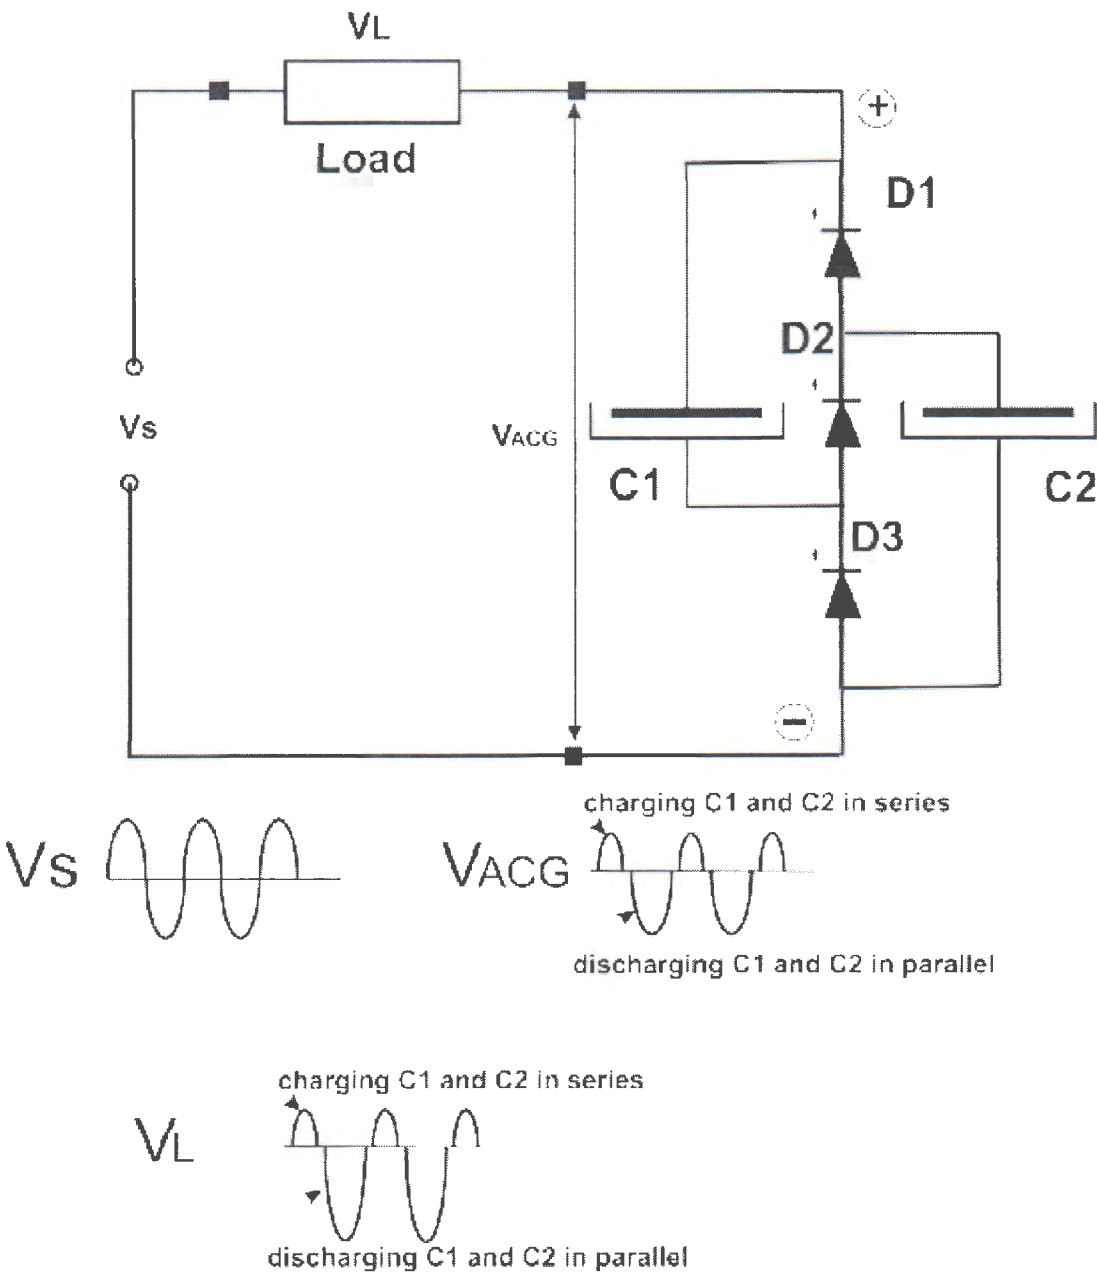 VL
Load
+
D1
D2
Vs
VACG
C1
C2
D3
−
charging C1 and C2 in series
Vs
VACG
discharging C1 and C2 in parallel
charging C1 and C2 in series
VL
discharging C1 and C2 in parallel